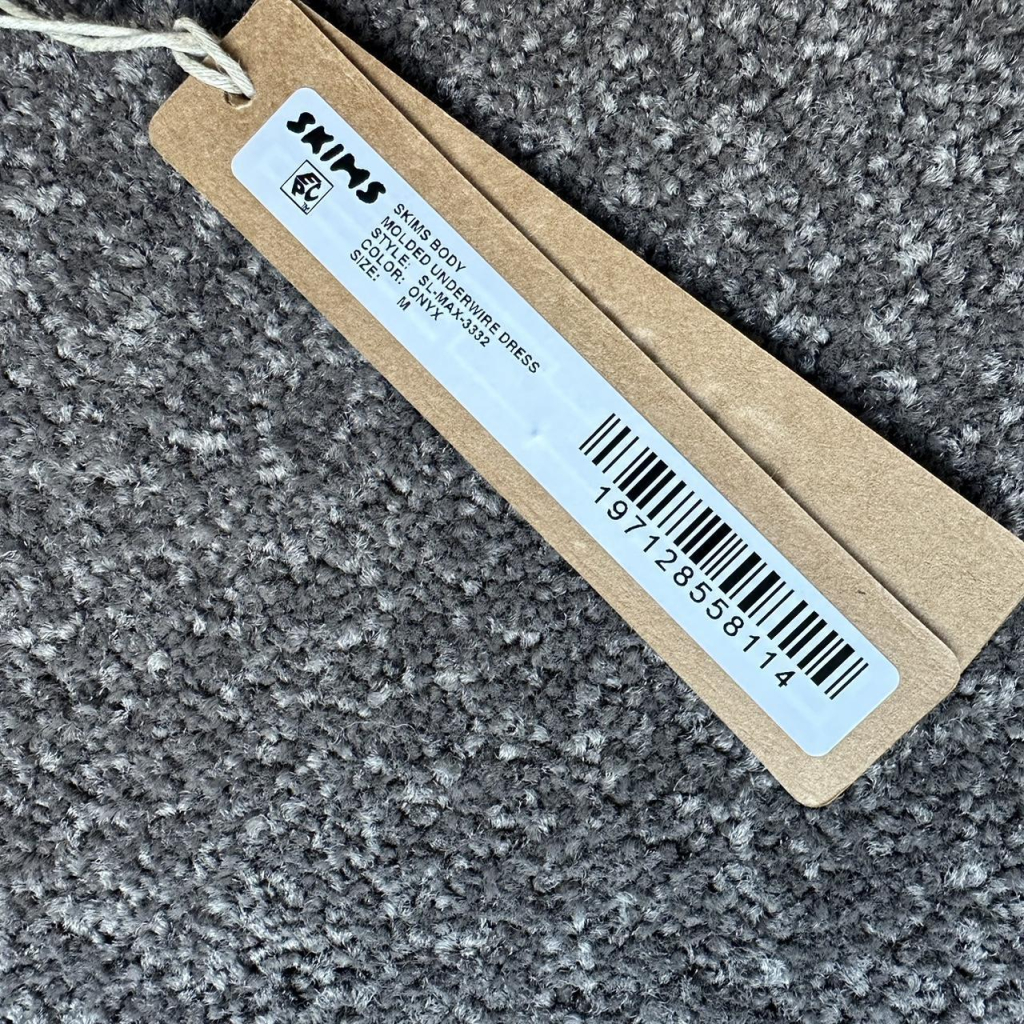 SKIMS
SKIMS BODY
MOLDED UNDERWIRE DRESS
STYLE: SL-MAX-3332
COLOR: ONYX
SIZE: M
197128558114